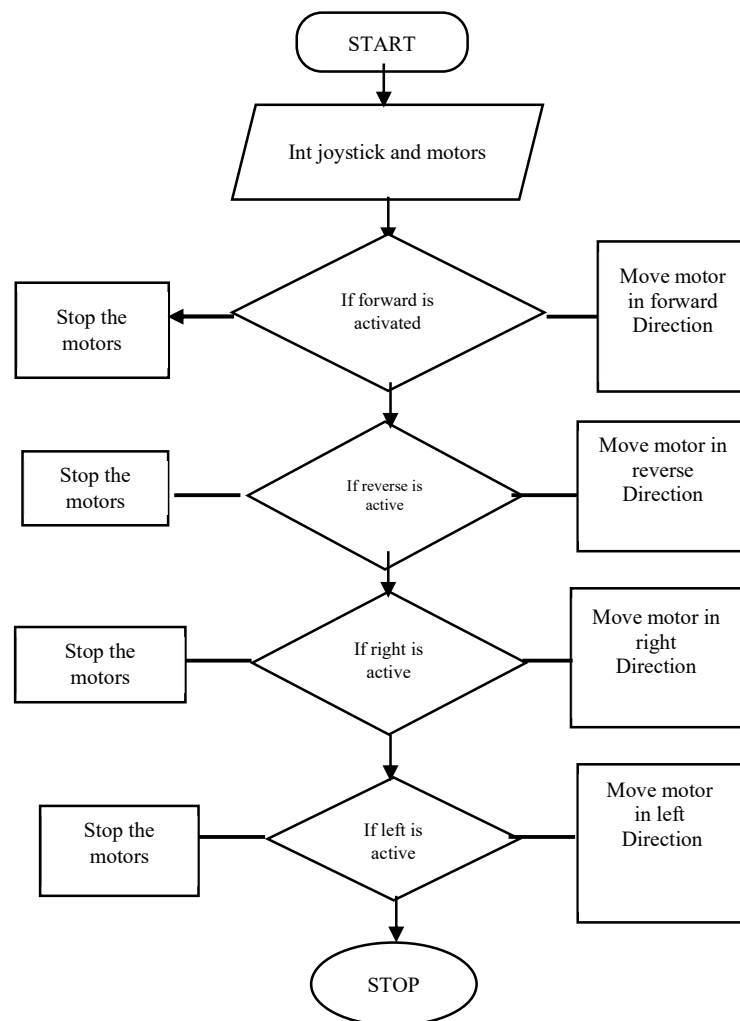 START
Int joystick and motors
If forward is
activated
Stop the
motors
Move motor
in forward
Direction
If reverse is
active
Stop the
motors
Move motor in
reverse
Direction
If right is
active
Stop the
motors
Move motor in
right
Direction
If left is
active
Stop the
motors
Move motor
in left
Direction
STOP